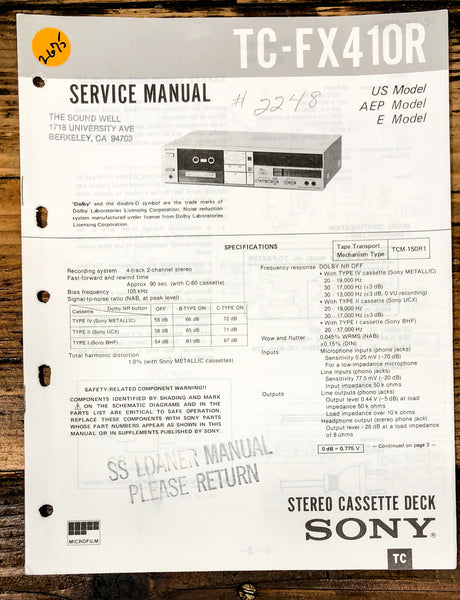 2675-
TC-FX410R
SERVICE MANUAL
# 2248
US Model
AEP Model
E Model
THE SOUND WELL
1718 UNIVERSITY AVE
BERKELEY, CA 94703
SONY
"Dolby" and the double-D symbol are the trade marks of
Dolby Laboratories Licensing Corporation. Noise reduction
system manufactured under license from Dolby Laboratories
Licensing Corporation.
SPECIFICATIONS
Tape Transport
Mechanism Type
TCM-150R1
Recording system 4-track 2-channel stereo
Fast-forward and rewind time
Approx. 90 sec. (with C-60 cassette)
Bias frequency 105 kHz
Signal-to-noise ratio (NAB, at peak level)
Cassette Dolby NR button OFF B-TYPE ON C-TYPE ON
TYPE IV (Sony METALLIC) 59 dB 66 dB 72 dB
TYPE II (Sony UCX) 58 dB 65 dB 71 dB
TYPE I (Sony BHF) 54 dB 61 dB 67 dB
Total harmonic distortion
1.0% (with Sony METALLIC cassettes)
SAFETY-RELATED COMPONENT WARNING!!
COMPONENTS IDENTIFIED BY SHADING AND MARK
⚠ ON THE SCHEMATIC DIAGRAMS AND IN THE
PARTS LIST ARE CRITICAL TO SAFE OPERATION.
REPLACE THESE COMPONENTS WITH SONY PARTS
WHOSE PART NUMBERS APPEAR AS SHOWN IN THIS
MANUAL OR IN SUPPLEMENTS PUBLISHED BY SONY.
Frequency response DOLBY NR OFF
• With TYPE IV cassette (Sony METALLIC)
20 - 19,000 Hz
30 - 17,000 Hz (±3 dB)
30 - 13,000 Hz (±3 dB, 0 VU recording)
• With TYPE II cassette (Sony UCX)
20 - 18,000 Hz
30 - 17,000 Hz (±3 dB)
• With TYPE I cassette (Sony BHF)
20 - 17,000 Hz
Wow and flutter 0.045% WRMS (NAB)
±0.15% (DIN)
Inputs Microphone inputs (phone jacks)
Sensitivity 0.25 mV (-70 dB)
For a low-impedance microphone
Line inputs (phono jacks)
Sensitivity 77.5 mV (-20 dB)
Input impedance 50 k ohms
Outputs Line outputs (phono jacks)
Output level 0.44 V (-5 dB) at load
impedance 50 k ohms
Load impedance over 10 k ohms
Headphone output (stereo phone jack)
Output level -28 dB at a load impedance
of 8 ohms
0 dB = 0.775 V
— Continued on page 2 —
SS LOANER MANUAL
PLEASE RETURN
MICROFILM
STEREO CASSETTE DECK
SONY®
TC